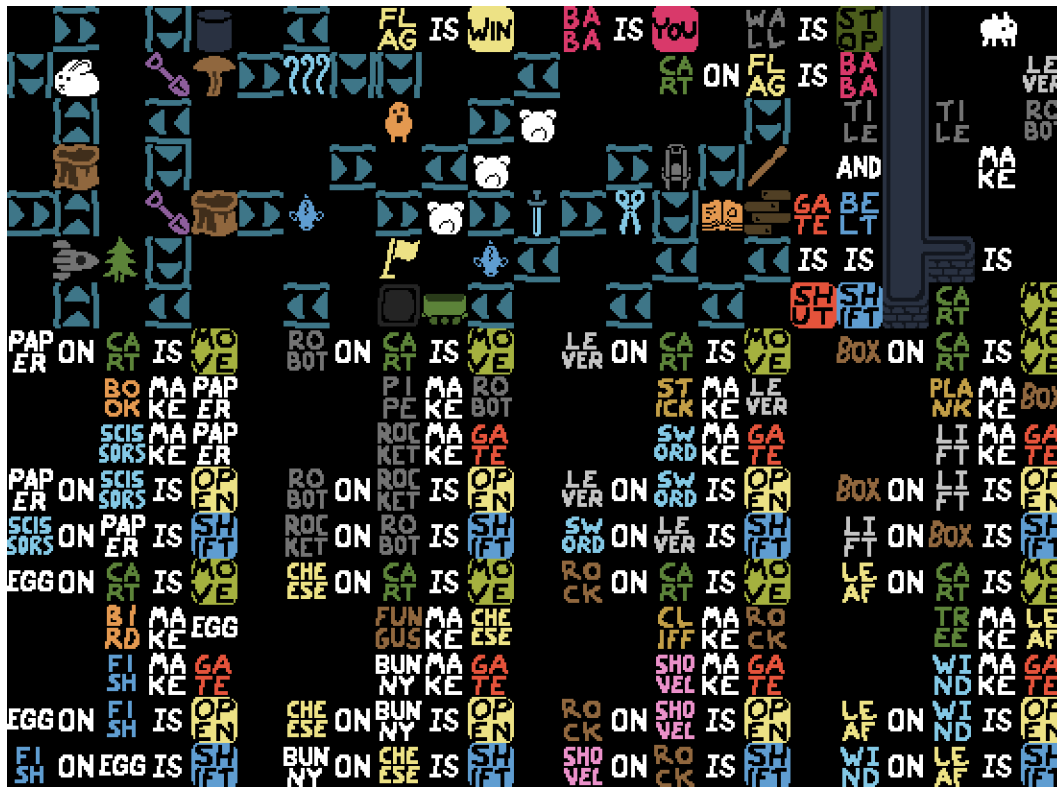 FLAG IS WIN BABA IS YOU WALL IS STOP
CART ON FLAG IS BABA LEVER
TILE TILE ROBOT
AND MAKE
GATE BELT
IS IS IS
SHUT SHIFT CART MOVE
PAPER ON CART IS MOVE ROBOT ON CART IS MOVE LEVER ON CART IS MOVE BOX ON CART IS MOVE
BOOK MAKE PAPER PIPE MAKE ROBOT STICK MAKE LEVER PLANK MAKE BOX
SCISSORS MAKE PAPER ROCKET MAKE GATE SWORD MAKE GATE LIFT MAKE GATE
PAPER ON SCISSORS IS OPEN ROBOT ON ROCKET IS OPEN LEVER ON SWORD IS OPEN BOX ON LIFT IS OPEN
SCISSORS ON PAPER IS SHIFT ROCKET ON ROBOT IS SHIFT SWORD ON LEVER IS SHIFT LIFT ON BOX IS SHIFT
EGG ON CART IS MOVE CHEESE ON CART IS MOVE ROCK ON CART IS MOVE LEAF ON CART IS MOVE
BIRD MAKE EGG FUNGUS MAKE CHEESE CLIFF MAKE ROCK TREE MAKE LEAF
FISH MAKE GATE BUNNY MAKE GATE SHOVEL MAKE GATE WIND MAKE GATE
EGG ON FISH IS OPEN CHEESE ON BUNNY IS OPEN ROCK ON SHOVEL IS OPEN LEAF ON WIND IS OPEN
FISH ON EGG IS SHIFT BUNNY ON CHEESE IS SHIFT SHOVEL ON ROCK IS SHIFT WIND ON LEAF IS SHIFT